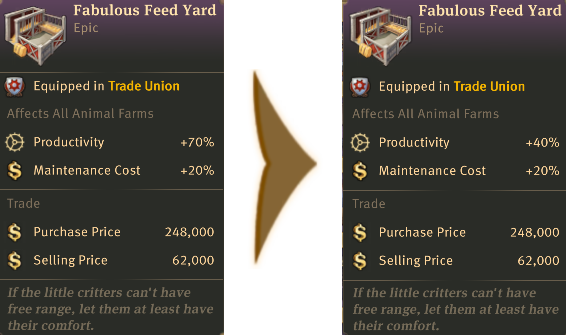 Fabulous Feed Yard
Epic
Equipped in Trade Union
Affects All Animal Farms
Productivity +70%
Maintenance Cost +20%
Trade
Purchase Price 248,000
Selling Price 62,000
If the little critters can't have
free range, let them at least have
their comfort.
Fabulous Feed Yard
Epic
Equipped in Trade Union
Affects All Animal Farms
Productivity +40%
Maintenance Cost +20%
Trade
Purchase Price 248,000
Selling Price 62,000
If the little critters can't have
free range, let them at least have
their comfort.